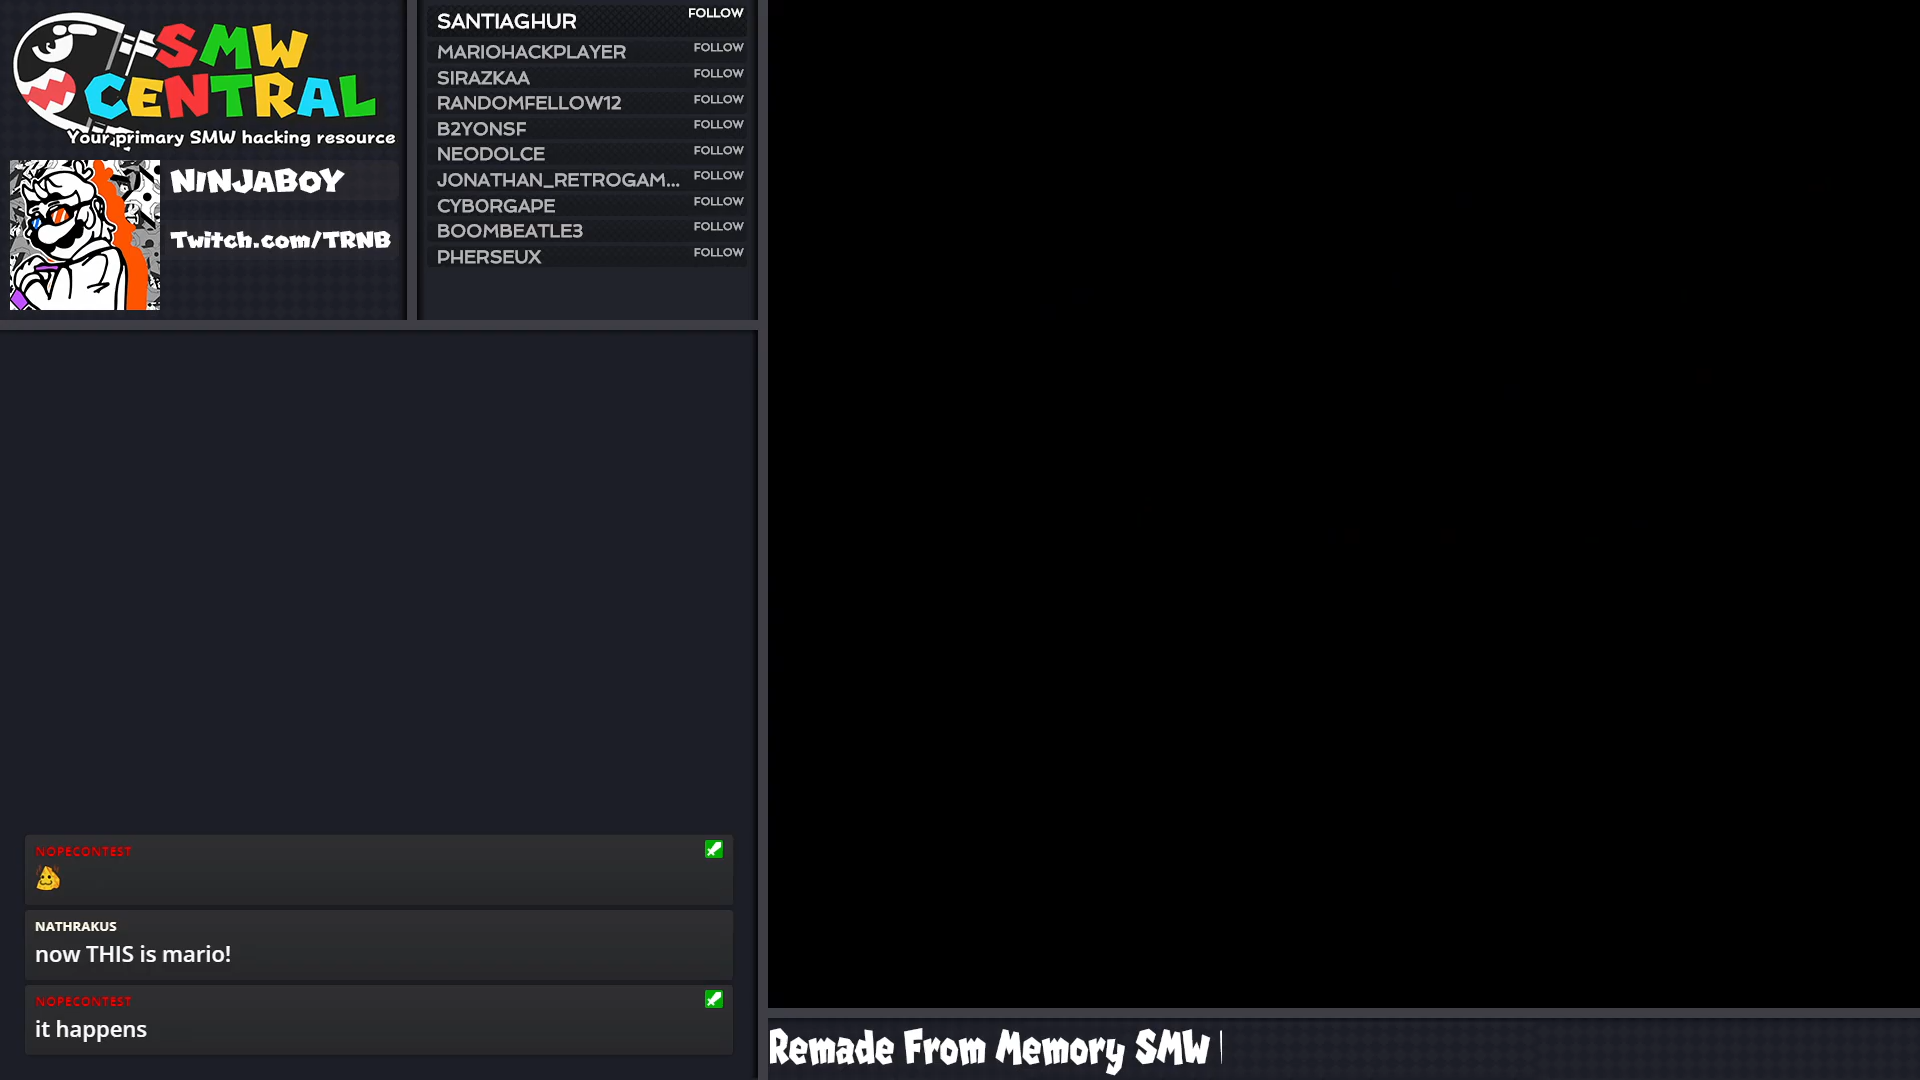 SMW
CENTRAL
Your primary SMW hacking resource
NINJABOY
Twitch.com/TRNB
SANTIAGHUR FOLLOW
MARIOHACKPLAYER FOLLOW
SIRAZKAA FOLLOW
RANDOMFELLOW12 FOLLOW
B2YONSF FOLLOW
NEODOLCE FOLLOW
JONATHAN_RETROGAM... FOLLOW
CYBORGAPE FOLLOW
BOOMBEATLE3 FOLLOW
PHERSEUX FOLLOW
NOPECONTEST
NATHRAKUS
now THIS is mario!
NOPECONTEST
it happens
Remade From Memory SMW